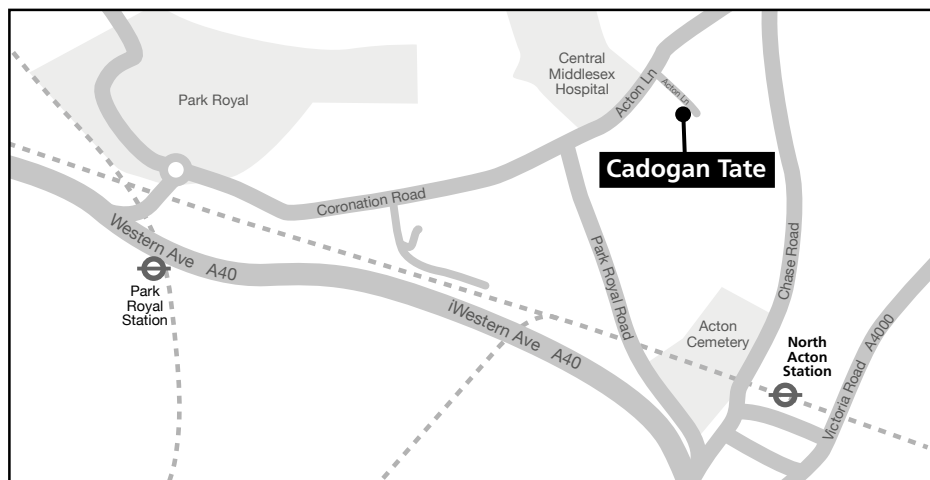 Central
Middlesex
Hospital
Park Royal
Acton Ln
Acton Ln
Cadogan Tate
Coronation Road
Western Ave A40
Park
Royal
Station
iWestern Ave A40
Park Royal Road
Chase Road
Acton
Cemetery
North
Acton
Station
Victoria Road A4000